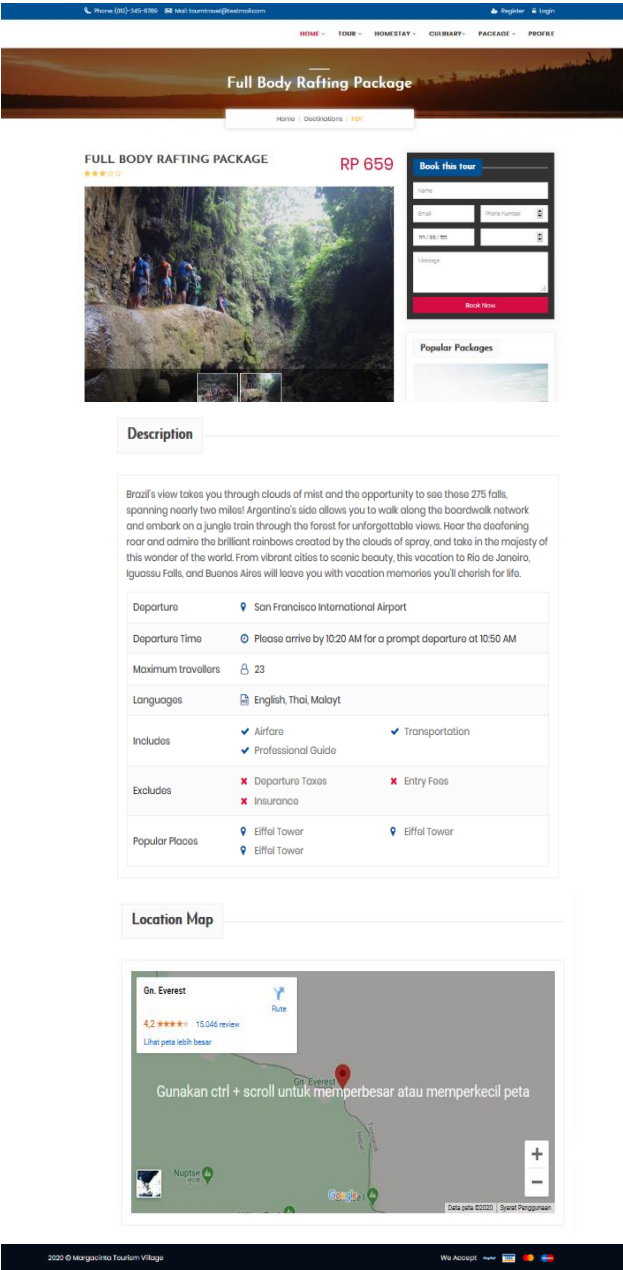 Phone: (012)-345-6789 Mail: tourntravel@testmail.com Register Login
HOME TOUR HOMESTAY CULINARY PACKAGE PROFILE
Full Body Rafting Package
Home | Destinations | FBR
FULL BODY RAFTING PACKAGE
RP 659
Book this tour
Name
Email Phone Number
hh / bb / tttt
Message
Book Now
Popular Packages
Description
Brazil's view takes you through clouds of mist and the opportunity to see these 275 falls,
spanning nearly two miles! Argentina's side allows you to walk along the boardwalk network
and embark on a jungle train through the forest for unforgettable views. Hear the deafening
roar and admire the brilliant rainbows created by the clouds of spray, and take in the majesty of
this wonder of the world. From vibrant cities to scenic beauty, this vacation to Rio de Janeiro,
Iguassu Falls, and Buenos Aires will leave you with vacation memories you'll cherish for life.
Departure San Francisco International Airport
Departure Time Please arrive by 10:20 AM for a prompt departure at 10:50 AM
Maximum travellers 23
Languages English, Thai, Malayt
Includes Airfare Transportation
Professional Guide
Excludes Departure Taxes Entry Fees
Insurance
Popular Places Eiffel Tower Eiffel Tower
Eiffel Tower
Location Map
Gn. Everest
Rute
4,2 15.046 review
Lihat peta lebih besar
Gn. Everest
Gunakan ctrl + scroll untuk memperbesar atau memperkecil peta
Nepal
Tiongkok
Nuptse
Google
Data peta ©2020 Syarat Penggunaan
2020 © Margacinta Tourism Village We Accept PayPal